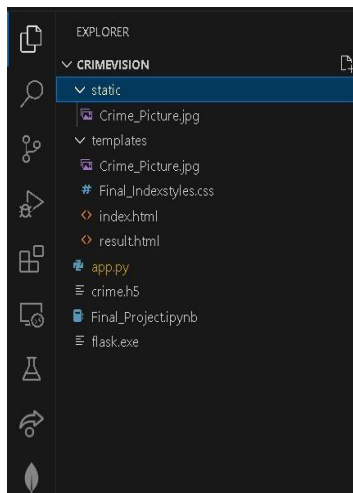 EXPLORER
CRIMEVISION
static
Crime_Picture.jpg
templates
Crime_Picture.jpg
# Final_Indexstyles.css
<> index.html
<> result.html
app.py
crime.h5
Final_Project.ipynb
flask.exe